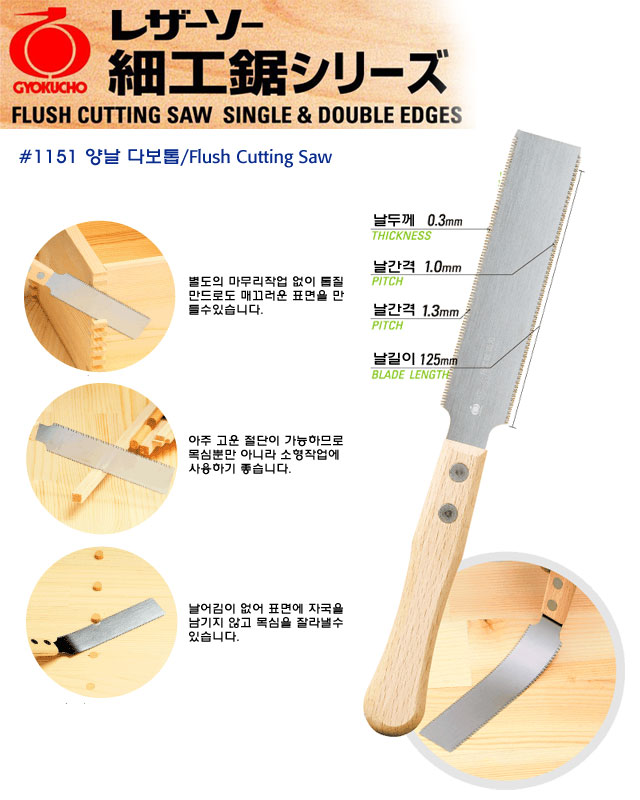 GYOKUCHO
レザーソー
細工鋸シリーズ
FLUSH CUTTING SAW SINGLE & DOUBLE EDGES
#1151 양날 다보톱/Flush Cutting Saw
날두께 0.3mm
THICKNESS
날간격 1.0mm
PITCH
날간격 1.3mm
PITCH
날길이 125mm
BLADE LENGTH
별도의 마무리작업 없이 톱질
만드로도 매끄러운 표면을 만
들수있습니다.
아주 고운 절단이 가능하므로
목심뿐만 아니라 소형작업에
사용하기 좋습니다.
날어김이 없어 표면에 자국을
남기지 않고 목심을 잘라낼수
있습니다.